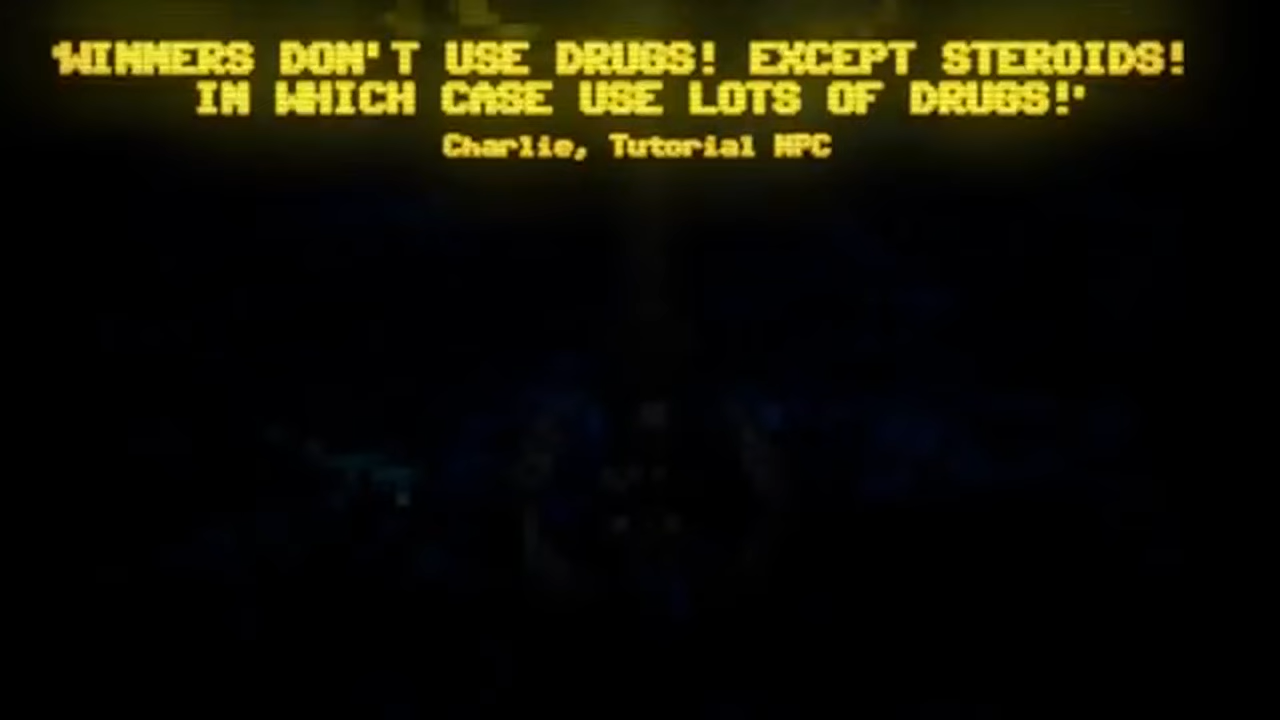 'WINNERS DON'T USE DRUGS! EXCEPT STEROIDS!
IN WHICH CASE USE LOTS OF DRUGS!'
Charlie, Tutorial NPC